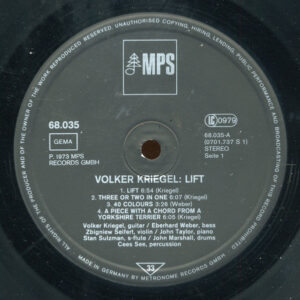 ALL RIGHTS OF THE PRODUCER AND OF THE OWNER OF THE WORK REPRODUCED RESERVED. UNAUTHORISED COPYING, HIRING, LENDING, PUBLIC PERFORMANCE AND BROADCASTING OF THIS RECORD PROHIBITED
MPS
68.035
GEMA
P. 1973 MPS
RECORDS GMBH
LC 0979
68.035-A
(0701.737 S 1)
STEREO
Seite 1
VOLKER KRIEGEL: LIFT
1. LIFT 6:54 (Kriegel)
2. THREE OR TWO IN ONE 6:07 (Kriegel)
3. 40 COLOURS 3:26 (Weber)
4. A PIECE WITH A CHORD FROM A
YORKSHIRE TERRIER 6:05 (Kriegel)
Volker Kriegel, guitar / Eberhard Weber, bass
Zbigniew Seifert, violin / John Taylor, piano
Stan Sulzman, s-flute / John Marshall, drums
Cees See, percussion
33
MADE IN GERMANY BY METRONOME RECORDS GMBH